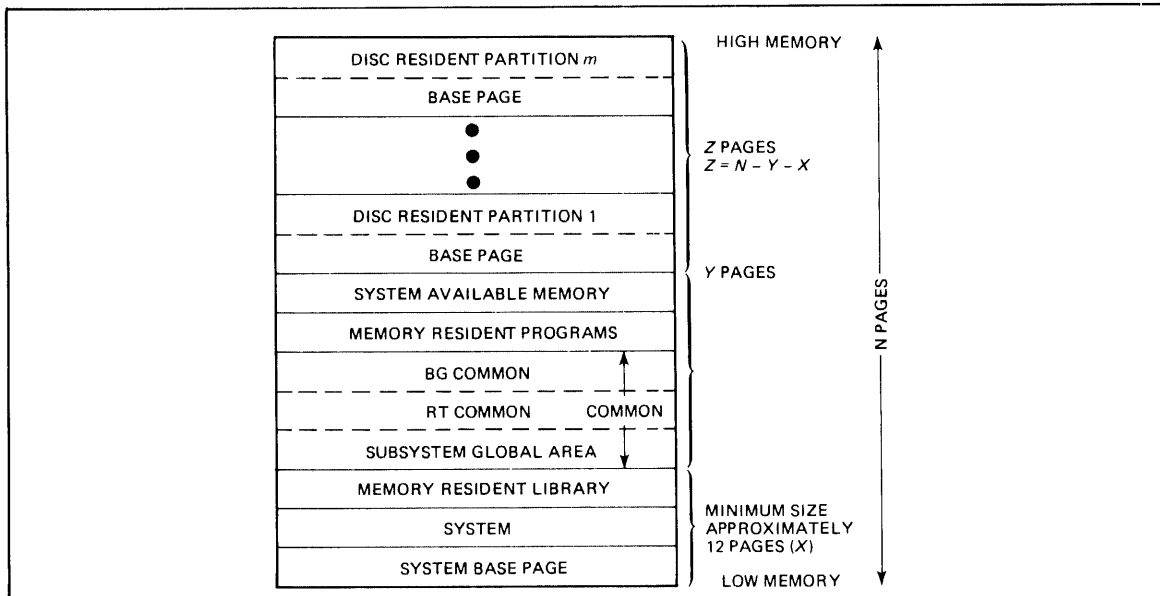 HIGH MEMORY
DISC RESIDENT PARTITION m
BASE PAGE
Z PAGES
Z = N – Y – X
DISC RESIDENT PARTITION 1
BASE PAGE
Y PAGES
SYSTEM AVAILABLE MEMORY
MEMORY RESIDENT PROGRAMS
BG COMMON
RT COMMON
COMMON
SUBSYSTEM GLOBAL AREA
MEMORY RESIDENT LIBRARY
SYSTEM
SYSTEM BASE PAGE
MINIMUM SIZE
APPROXIMATELY
12 PAGES (X)
LOW MEMORY
N PAGES